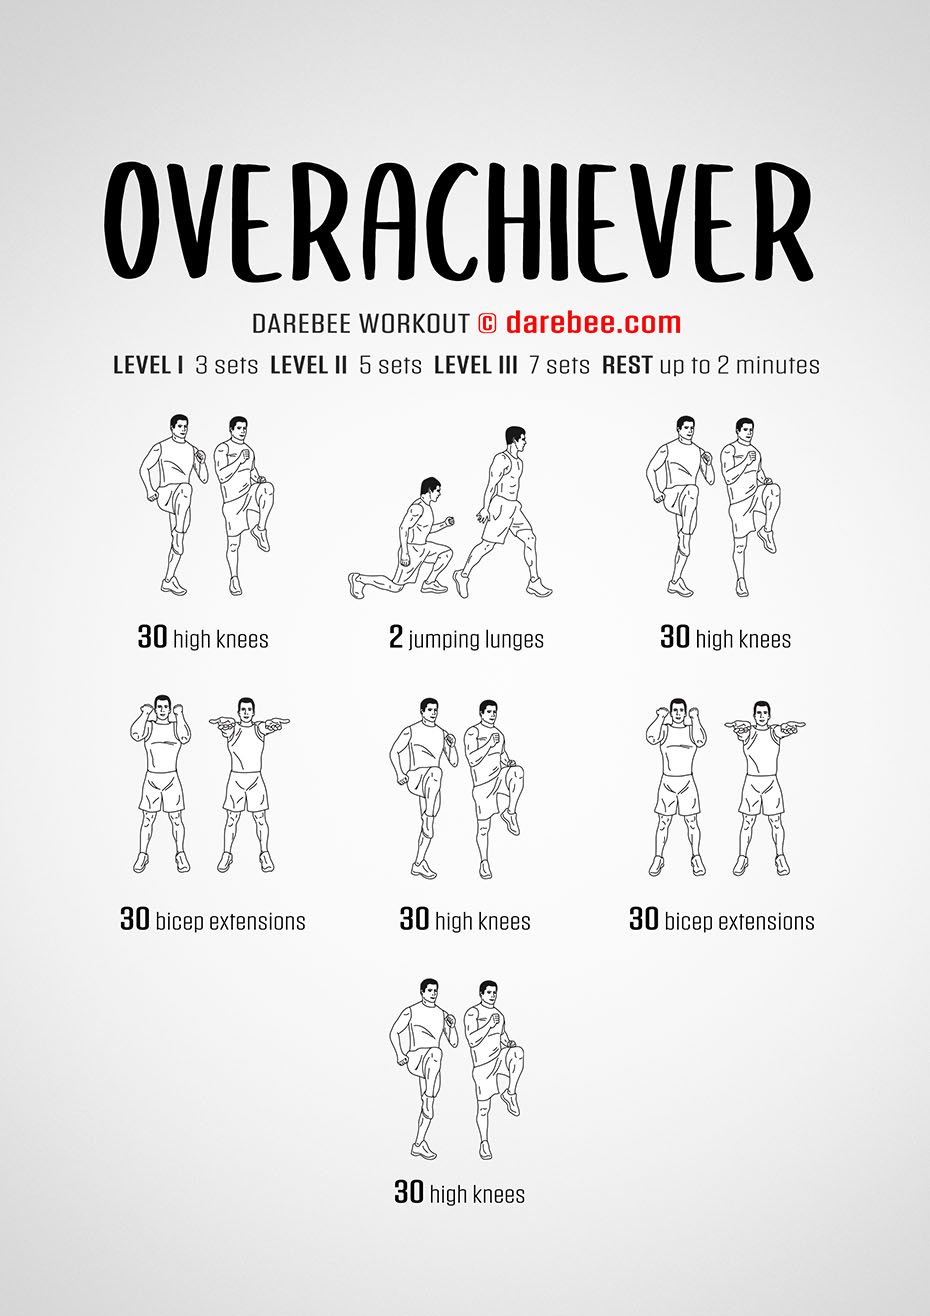 OVERACHIEVER
DAREBEE WORKOUT © darebee.com
LEVEL I 3 sets LEVEL II 5 sets LEVEL III 7 sets REST up to 2 minutes
30 high knees
2 jumping lunges
30 high knees
30 bicep extensions
30 high knees
30 bicep extensions
30 high knees